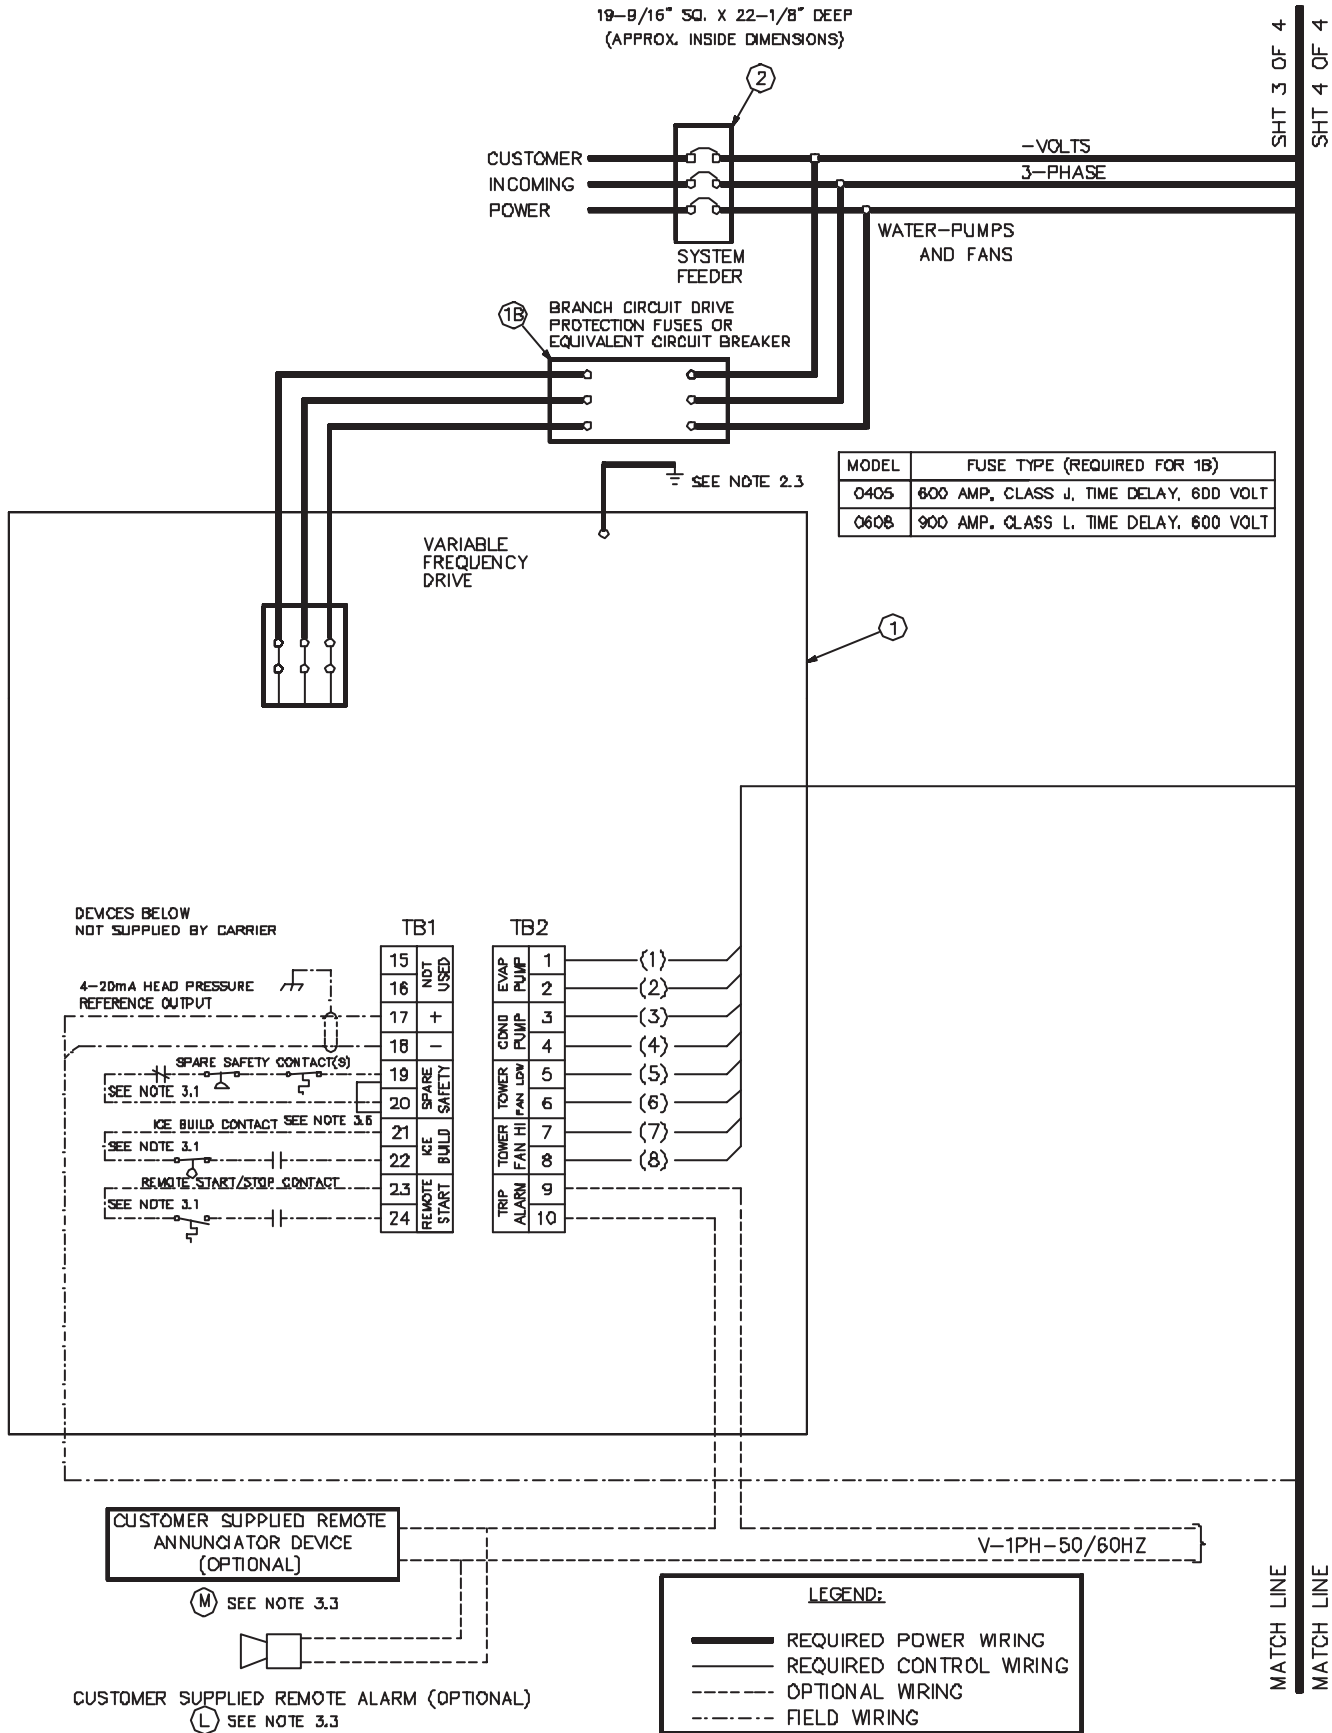 19-9/16" SQ. X 22-1/8" DEEP
(APPROX. INSIDE DIMENSIONS)
2
SHT 3 OF 4
SHT 4 OF 4
CUSTOMER
INCOMING
POWER
-VOLTS
3-PHASE
WATER-PUMPS
AND FANS
SYSTEM
FEEDER
1B
BRANCH CIRCUIT DRIVE
PROTECTION FUSES OR
EQUIVALENT CIRCUIT BREAKER
SEE NOTE 2.3
MODEL FUSE TYPE (REQUIRED FOR 1B)
0405 600 AMP, CLASS J, TIME DELAY, 600 VOLT
0608 900 AMP, CLASS L, TIME DELAY, 600 VOLT
VARIABLE
FREQUENCY
DRIVE
1
DEVICES BELOW
NOT SUPPLIED BY CARRIER
4-20mA HEAD PRESSURE
REFERENCE OUTPUT
SPARE SAFETY CONTACT(S)
SEE NOTE 3.1
ICE BUILD CONTACT
SEE NOTE 3.6
SEE NOTE 3.1
REMOTE START/STOP CONTACT
SEE NOTE 3.1
TB1
15
16
NOT
USED
17 +
18 -
19
20
SPARE
SAFETY
21
22
ICE
BUILD
23
24
REMOTE
START
TB2
EVAP
PUMP
1 (1)
2 (2)
COND
PUMP
3 (3)
4 (4)
TOWER
FAN LOW
5 (5)
6 (6)
TOWER
FAN HI
7 (7)
8 (8)
TRIP
ALARM
9
10
CUSTOMER SUPPLIED REMOTE
ANNUNCIATOR DEVICE
(OPTIONAL)
M SEE NOTE 3.3
V-1PH-50/60HZ
CUSTOMER SUPPLIED REMOTE ALARM (OPTIONAL)
L SEE NOTE 3.3
LEGEND:
REQUIRED POWER WIRING
REQUIRED CONTROL WIRING
OPTIONAL WIRING
FIELD WIRING
MATCH LINE
MATCH LINE